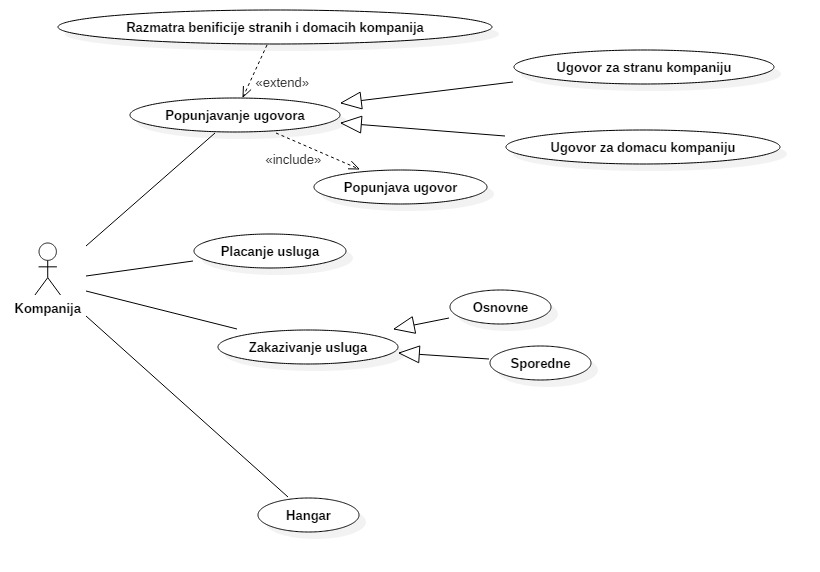 Razmatra benificije stranih i domacih kompanija
«extend»
Ugovor za stranu kompaniju
Popunjavanje ugovora
Ugovor za domacu kompaniju
«include»
Popunjava ugovor
Placanje usluga
Kompanija
Osnovne
Zakazivanje usluga
Sporedne
Hangar